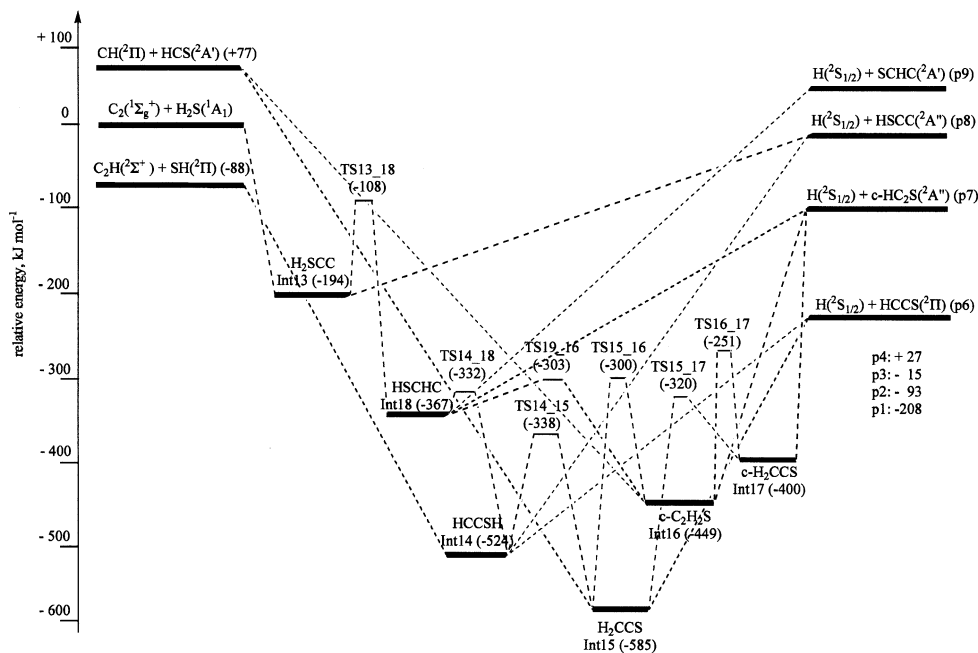 + 100
0
- 100
- 200
- 300
- 400
- 500
- 600
relative energy, kJ mol⁻¹
CH(²Π) + HCS(²A') (+77)
C₂(¹Σg⁺) + H₂S(¹A₁)
C₂H(²Σ⁺) + SH(²Π) (-88)
TS13_18
(-108)
H₂SCC
Int13 (-194)
TS14_18
(-332)
HSCHC
Int18 (-367)
TS19_16
(-303)
TS15_16
(-300)
TS16_17
(-251)
TS15_17
(-320)
TS14_15
(-338)
c-H₂CCS
Int17 (-400)
c-C₂H₂S
Int16 (-449)
HCCSH
Int14 (-524)
H₂CCS
Int15 (-585)
H(²S₁/₂) + SCHC(²A') (p9)
H(²S₁/₂) + HSCC(²A") (p8)
H(²S₁/₂) + c-HC₂S(²A") (p7)
H(²S₁/₂) + HCCS(²Π) (p6)
p4: + 27
p3: - 15
p2: - 93
p1: -208